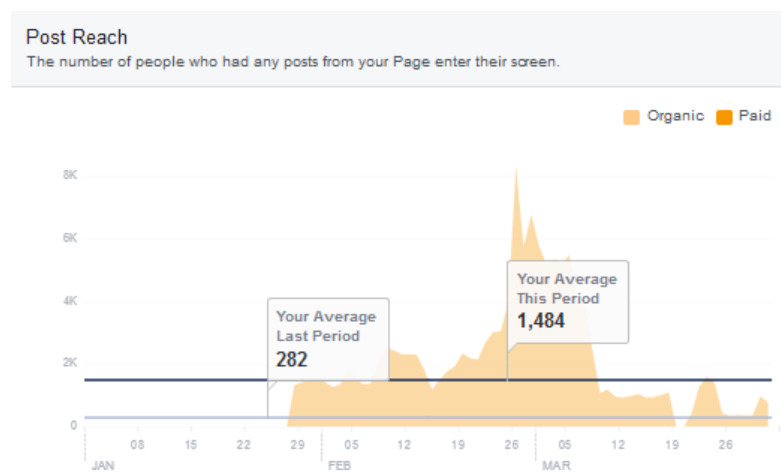 Post Reach
The number of people who had any posts from your Page enter their screen.
Organic Paid
8K
6K
4K
2K
0
Your Average
Last Period
282
Your Average
This Period
1,484
08 15 22 29 05 12 19 26 05 12 19 26
JAN FEB MAR